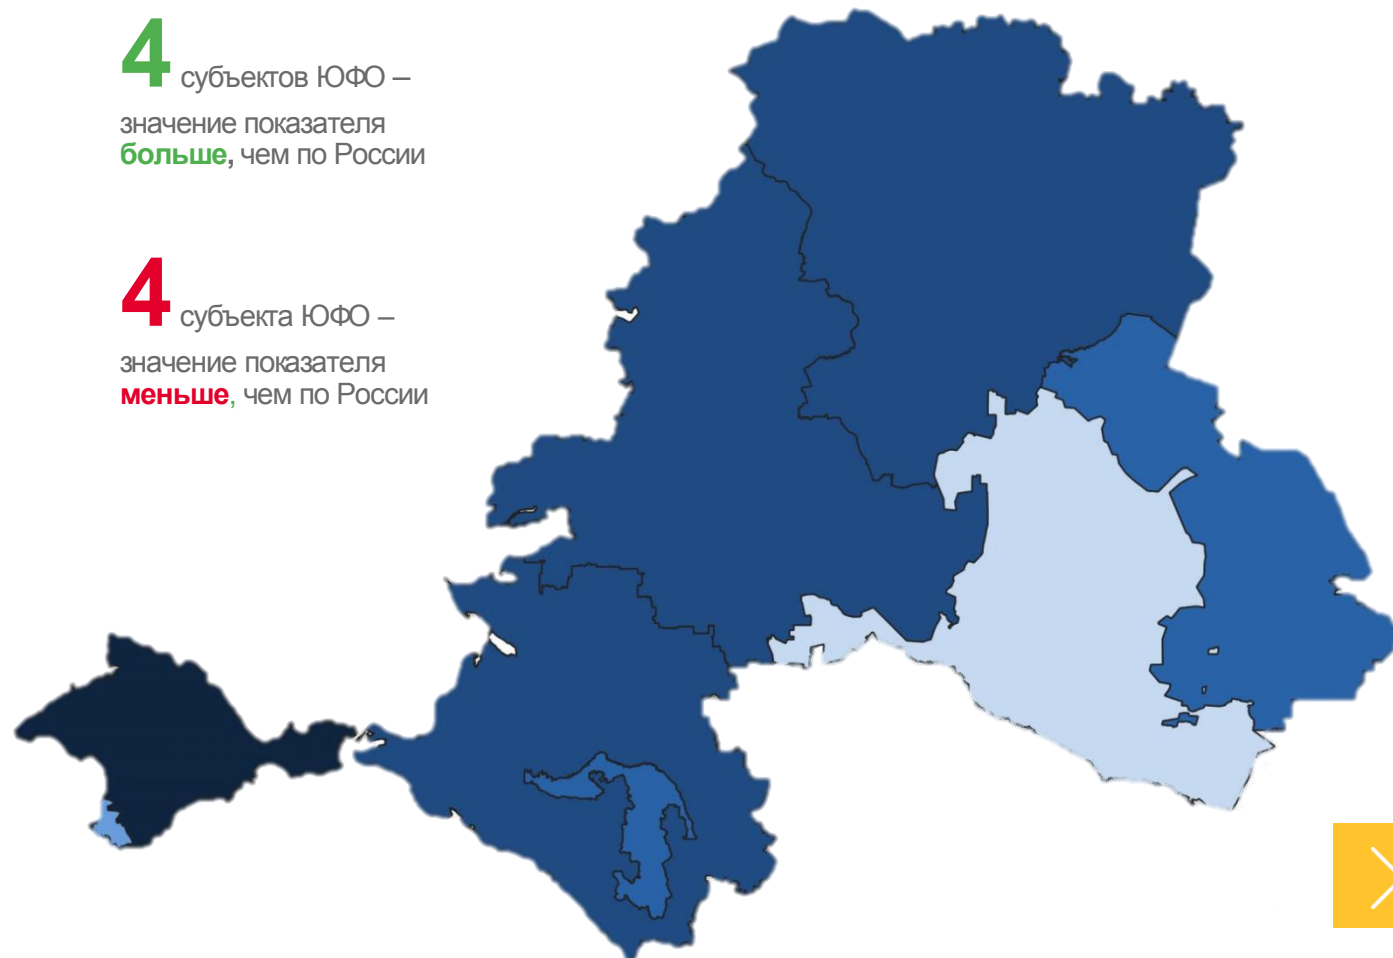 4 субъектов ЮФО –
значение показателя
больше, чем по России
4 субъекта ЮФО –
значение показателя
меньше, чем по России